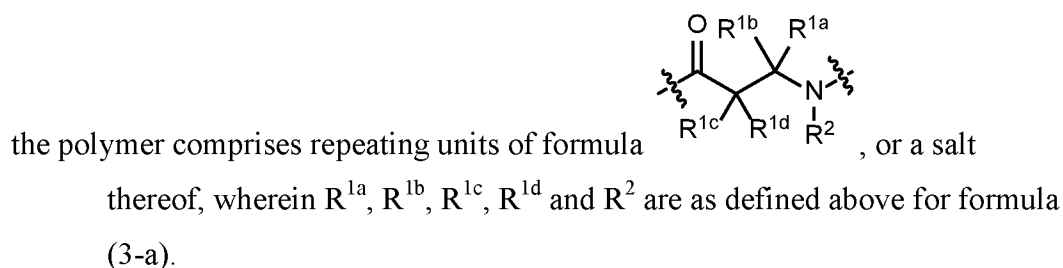 O R¹ᵇ R¹ᵃ
N
R¹ᶜ R¹ᵈ R²
the polymer comprises repeating units of formula , or a salt
thereof, wherein R¹ᵃ, R¹ᵇ, R¹ᶜ, R¹ᵈ and R² are as defined above for formula
(3-a).